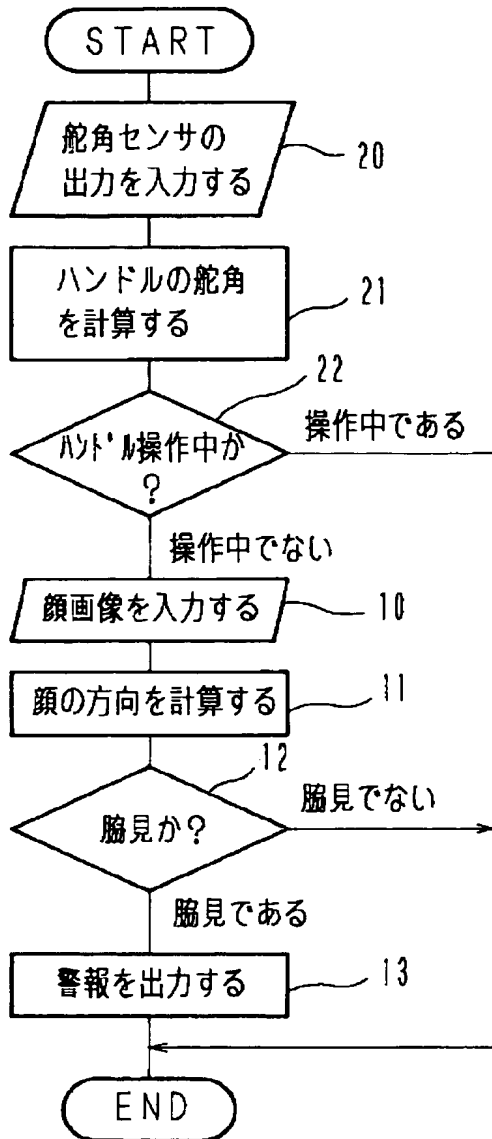 START
舵角センサの
出力を入力する
20
ハンドルの舵角
を計算する
21
22
ハンドル操作中か
?
操作中である
操作中でない
顔画像を入力する
10
顔の方向を計算する
11
12
脇見か?
脇見でない
脇見である
警報を出力する
13
END